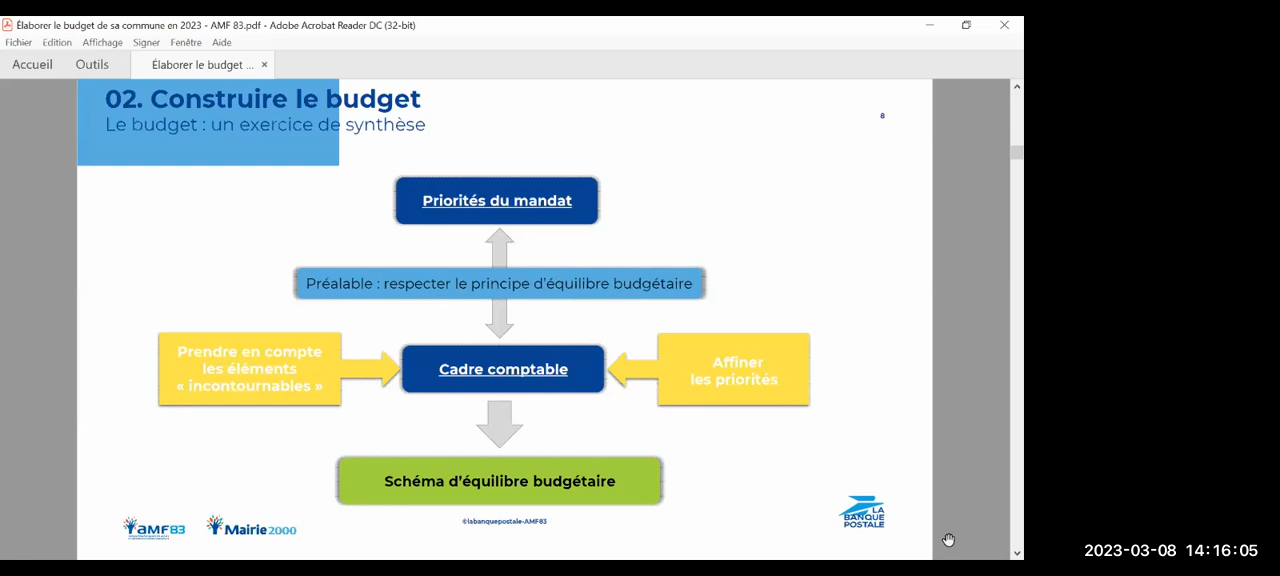 Élaborer le budget de sa commune en 2023 - AMF 83.pdf - Adobe Acrobat Reader DC (32-bit)
Fichier Edition Affichage Signer Fenêtre Aide
Accueil Outils Élaborer le budget ... ×
02. Construire le budget
Le budget : un exercice de synthèse
8
Priorités du mandat
Préalable : respecter le principe d'équilibre budgétaire
Prendre en compte
les éléments
« incontournables »
Cadre comptable
Affiner
les priorités
Schéma d'équilibre budgétaire
AMF83
Mairie2000
©labanquepostale-AMF83
LA
BANQUE
POSTALE
2023-03-08 14:16:05